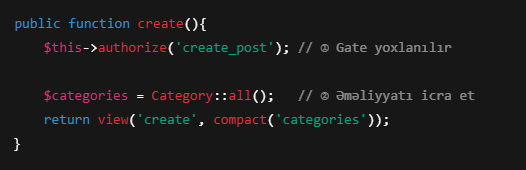 public function create(){
    $this->authorize('create_post'); // ① Gate yoxlanılır
    $categories = Category::all();   // ② Əməliyyatı icra et
    return view('create', compact('categories'));
}